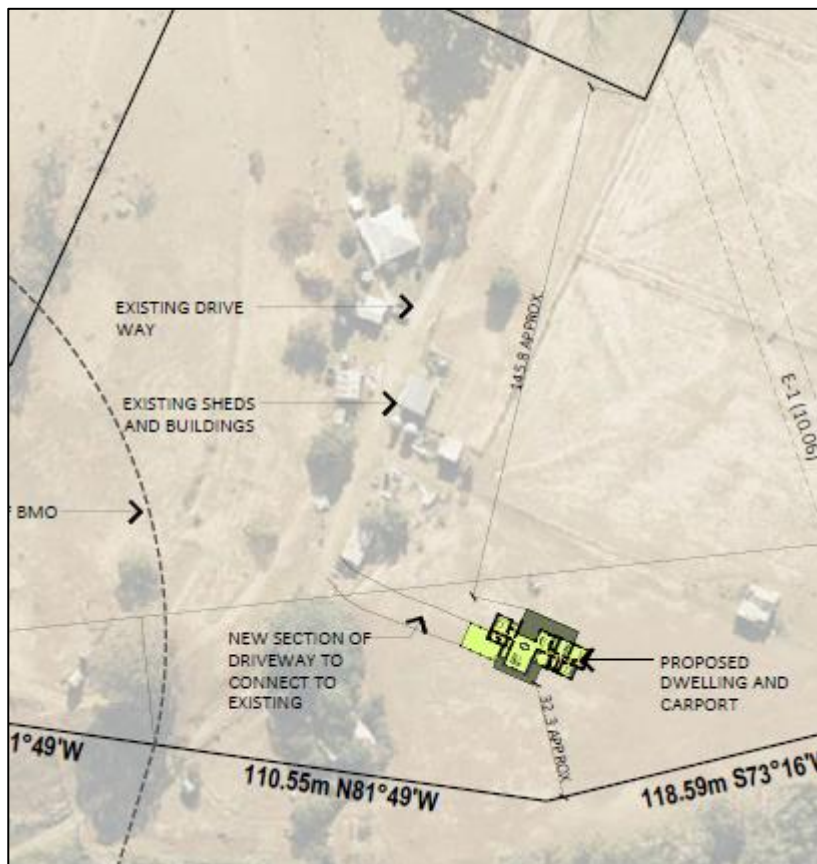 EXISTING DRIVE
WAY
145.8 APPROX.
E-1 (10.06)
EXISTING SHEDS
AND BUILDINGS
BMO
NEW SECTION OF
DRIVEWAY TO
CONNECT TO
EXISTING
PROPOSED
DWELLING AND
CARPORT
32.3 APPROX.
1°49'W
110.55m N81°49'W
118.59m S73°16'W